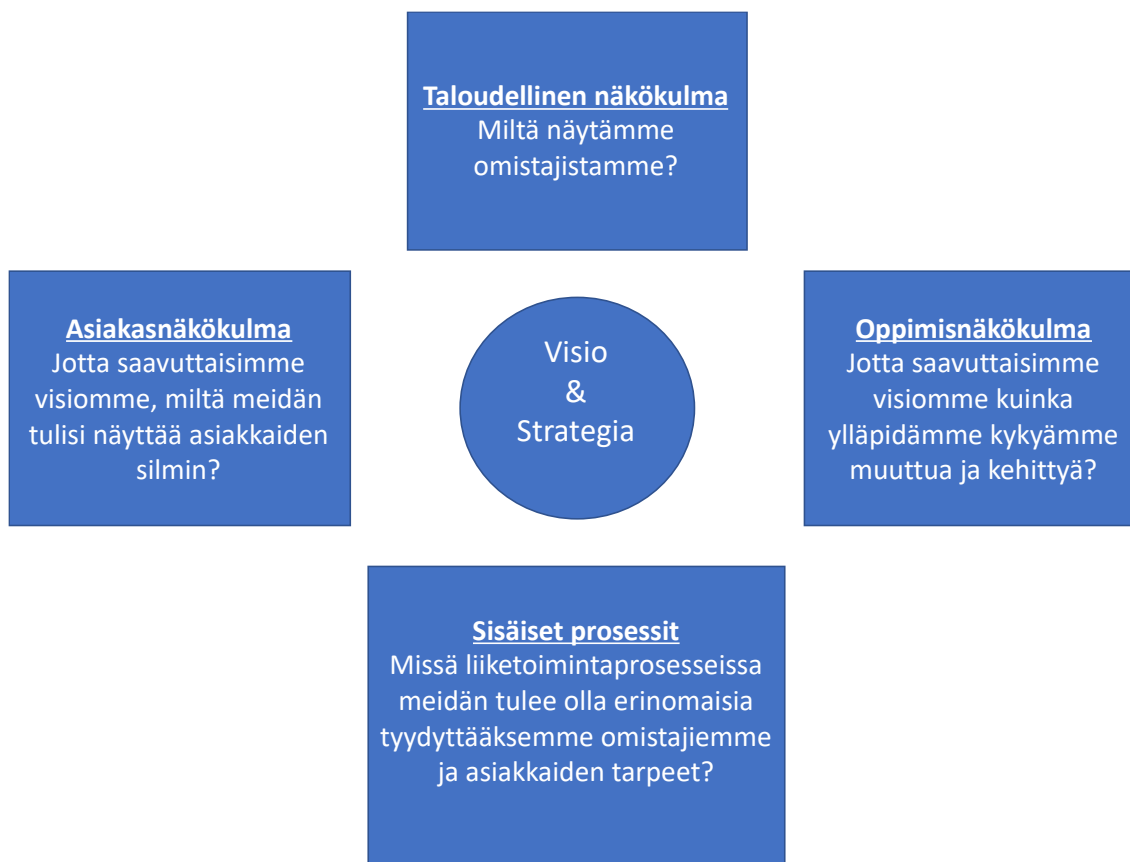 Taloudellinen näkökulma
Miltä näytämme
omistajistamme?
Asiakasnäkökulma
Jotta saavuttaisimme
visiomme, miltä meidän
tulisi näyttää asiakkaiden
silmin?
Visio
&
Strategia
Oppimisnäkökulma
Jotta saavuttaisimme
visiomme kuinka
ylläpidämme kykyämme
muuttua ja kehittyä?
Sisäiset prosessit
Missä liiketoimintaprosesseissa
meidän tulee olla erinomaisia
tyydyttääksemme omistajiemme
ja asiakkaiden tarpeet?